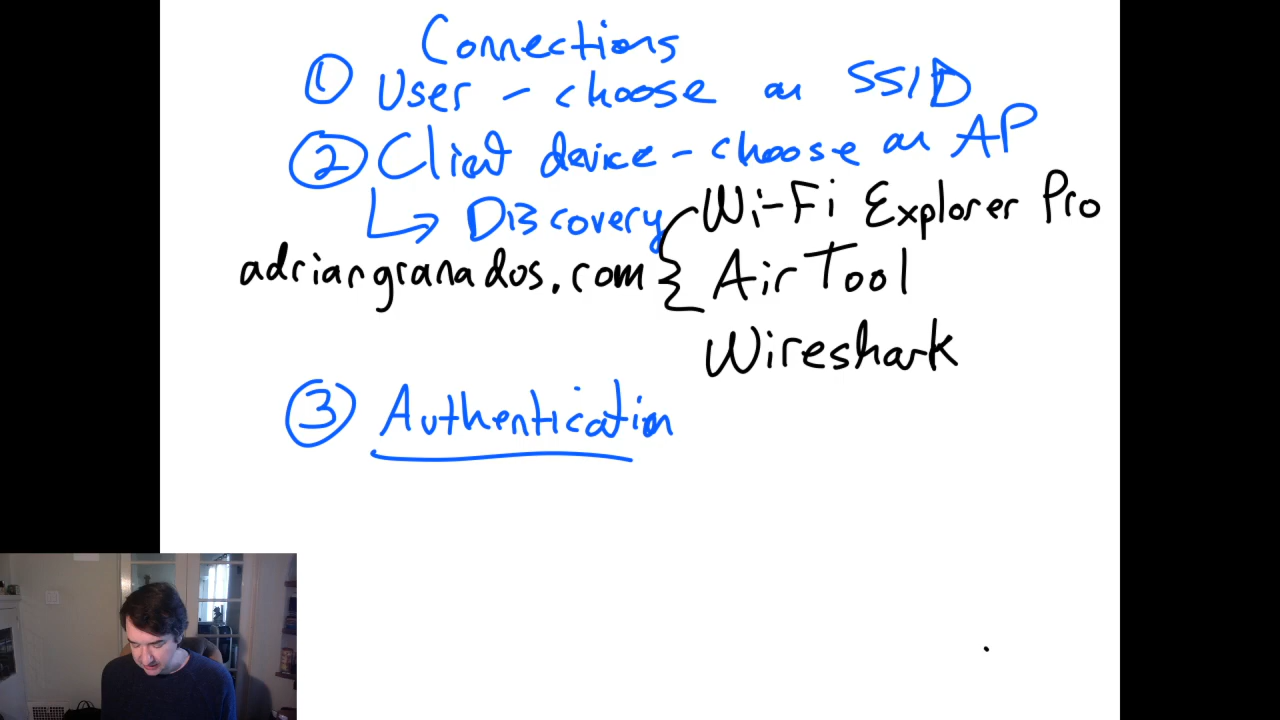 Connections
① User - choose an SSID
② Client device - choose an AP
↳ Discovery
Wi-Fi Explorer Pro
adriangranados.com { AirTool
Wireshark
③ Authentication